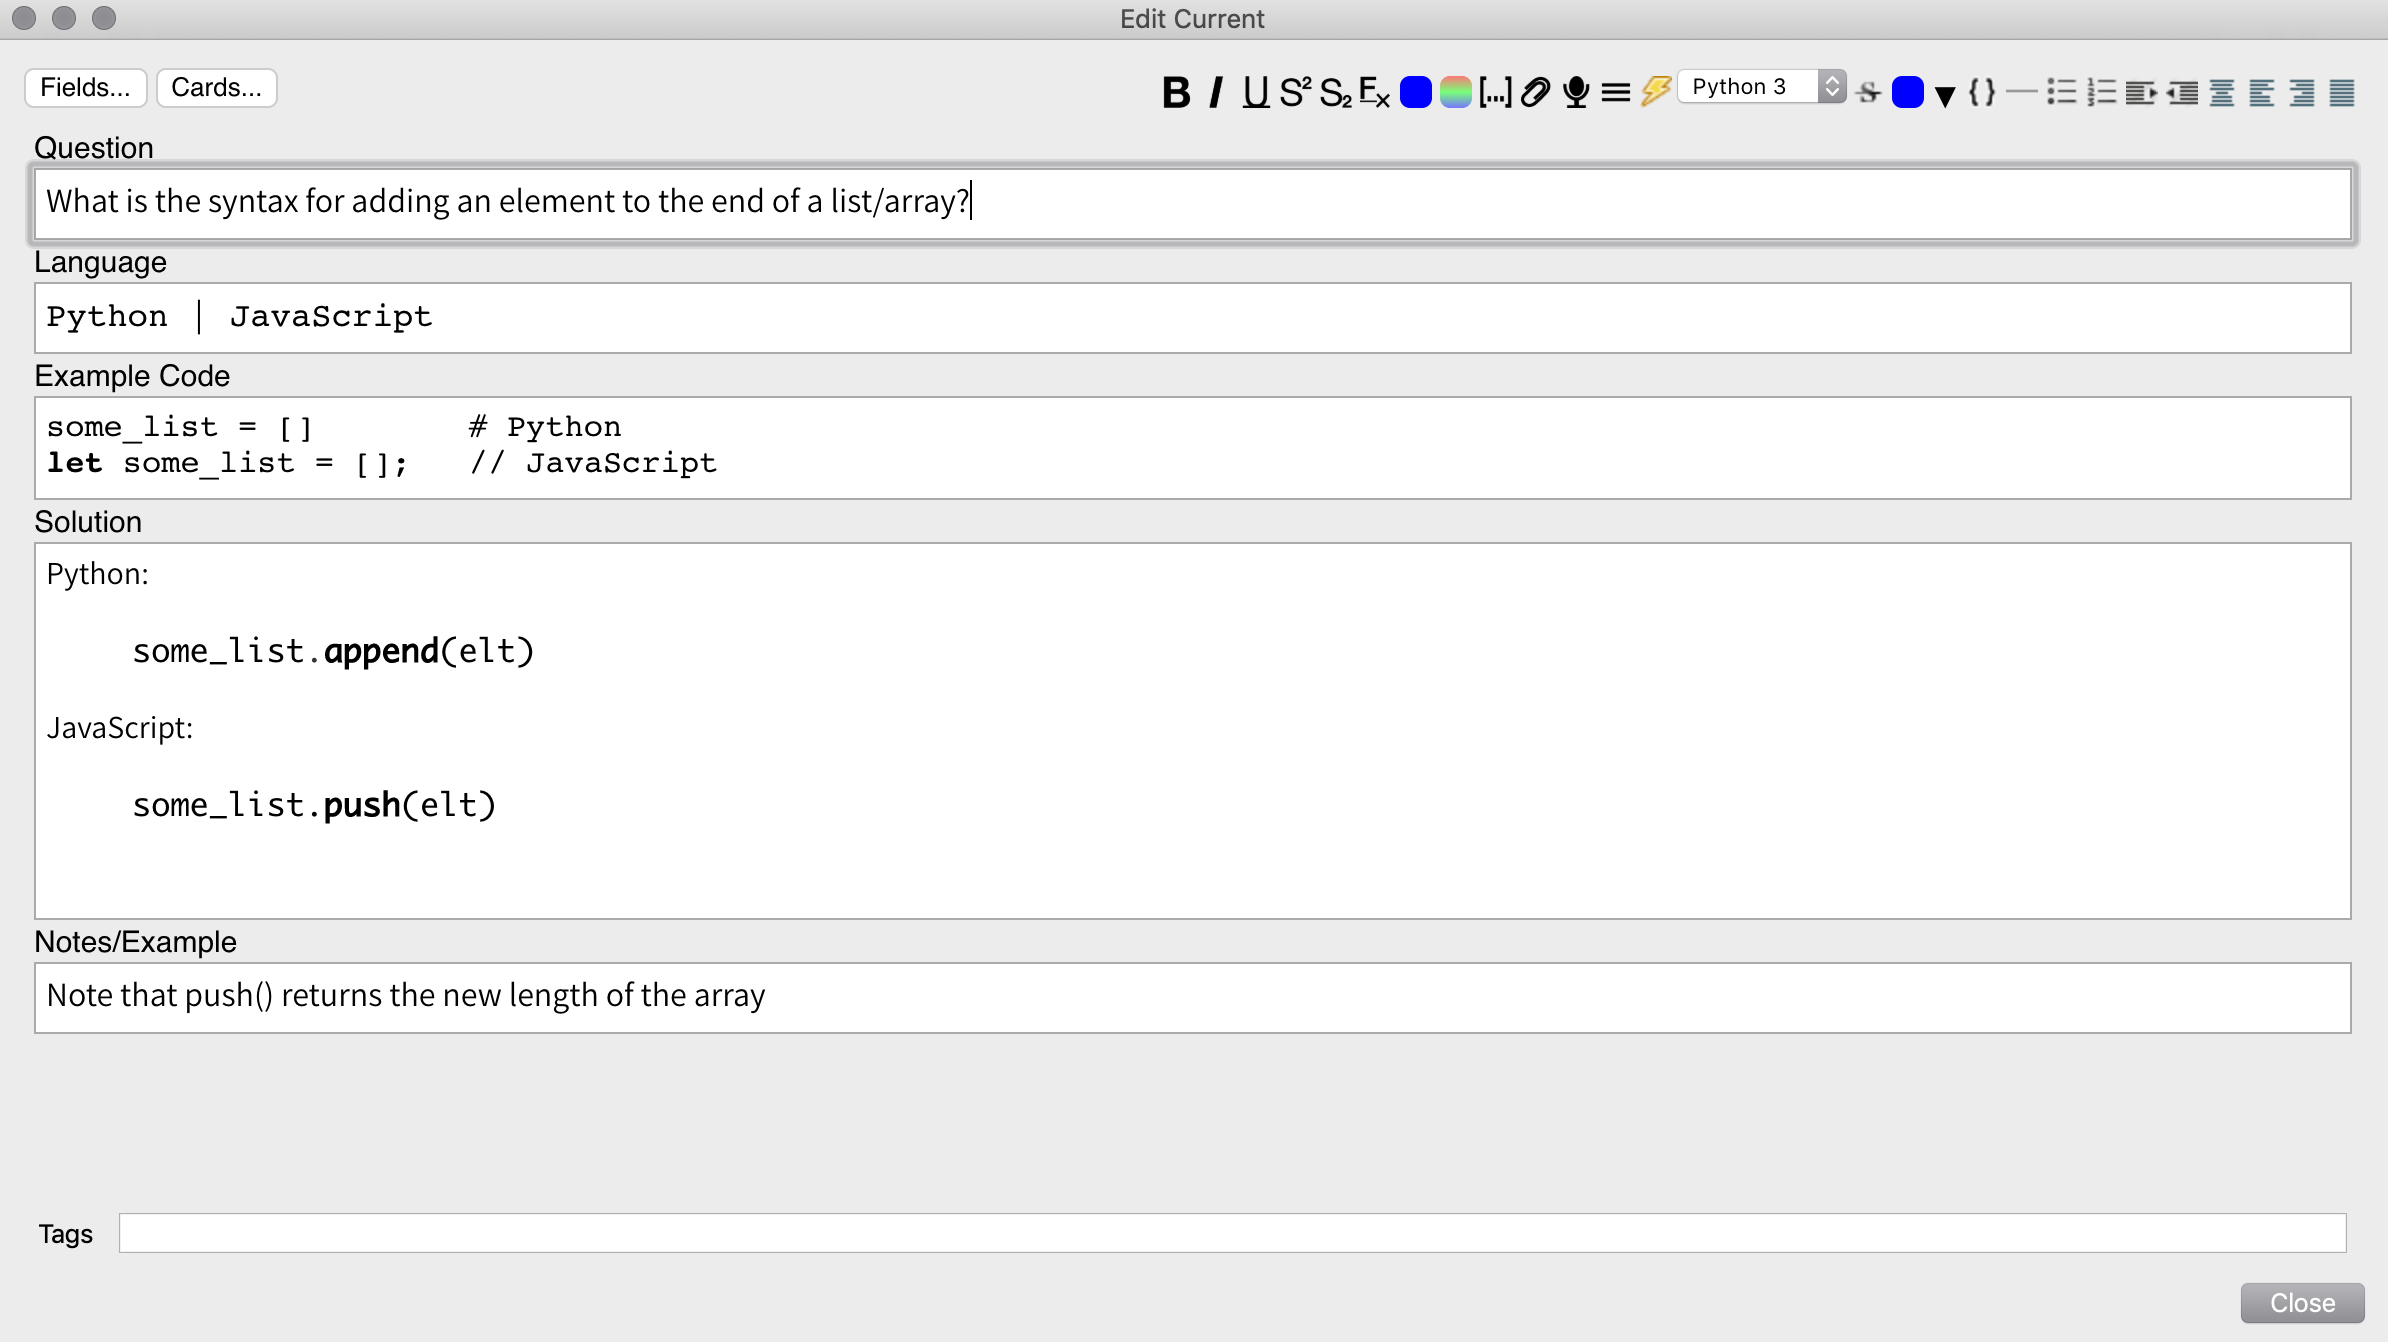 Edit Current
Fields... Cards... B I U S² S₂ Fx [...] Python 3 S {}
Question
What is the syntax for adding an element to the end of a list/array?
Language
Python | JavaScript
Example Code
some_list = []        # Python
let some_list = [];   // JavaScript
Solution
Python:
some_list.append(elt)
JavaScript:
some_list.push(elt)
Notes/Example
Note that push() returns the new length of the array
Tags
Close